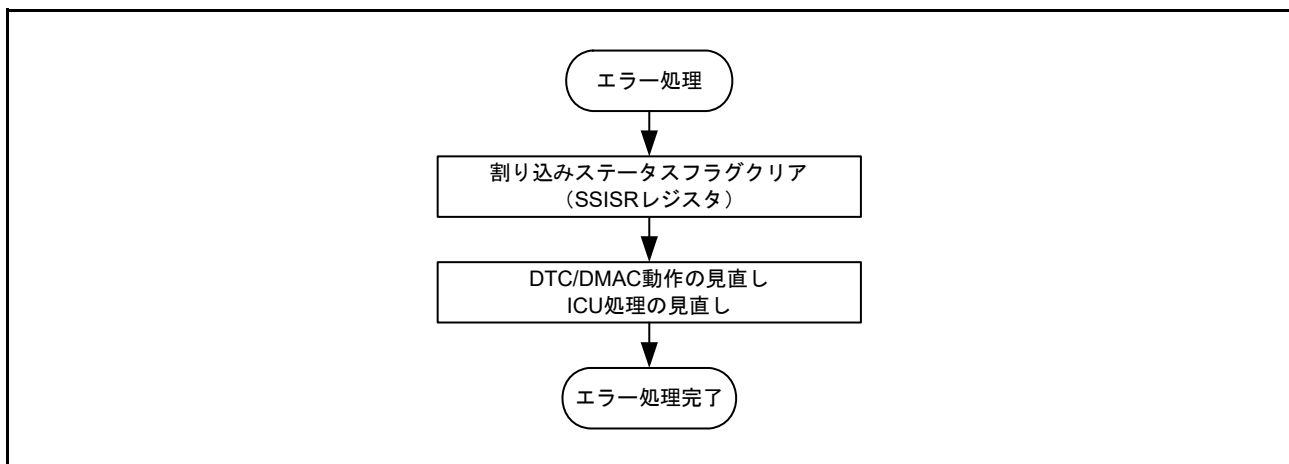 エラー処理
割り込みステータスフラグクリア
（SSISRレジスタ）
DTC/DMAC動作の見直し
ICU処理の見直し
エラー処理完了